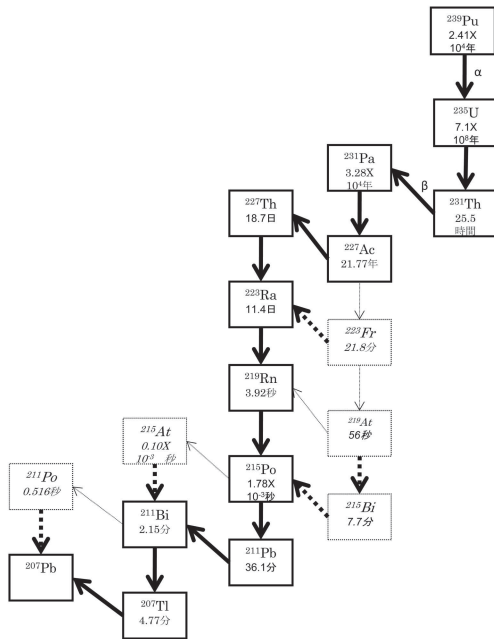 ²³⁹Pu
2.41X
10⁴年
α
²³⁵U
7.1X
10⁸年
²³¹Pa
3.28X
10⁴年
β
²³¹Th
25.5
時間
²²⁷Th
18.7日
²²⁷Ac
21.77年
²²³Ra
11.4日
²²³Fr
21.8分
²¹⁹Rn
3.92秒
²¹⁹At
56秒
²¹⁵At
0.10X
10⁻³ 秒
²¹⁵Po
1.78X
10⁻³秒
²¹⁵Bi
7.7分
²¹¹Po
0.516秒
²¹¹Bi
2.15分
²¹¹Pb
36.1分
²⁰⁷Pb
²⁰⁷Tl
4.77分